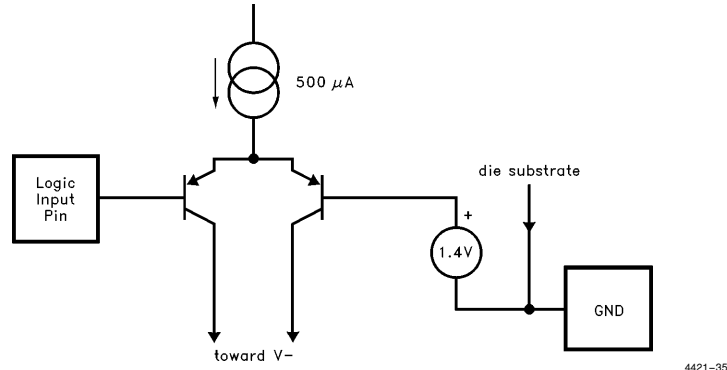 500 μA
Logic
Input
Pin
die substrate
+
1.4V
GND
toward V-
4421-35